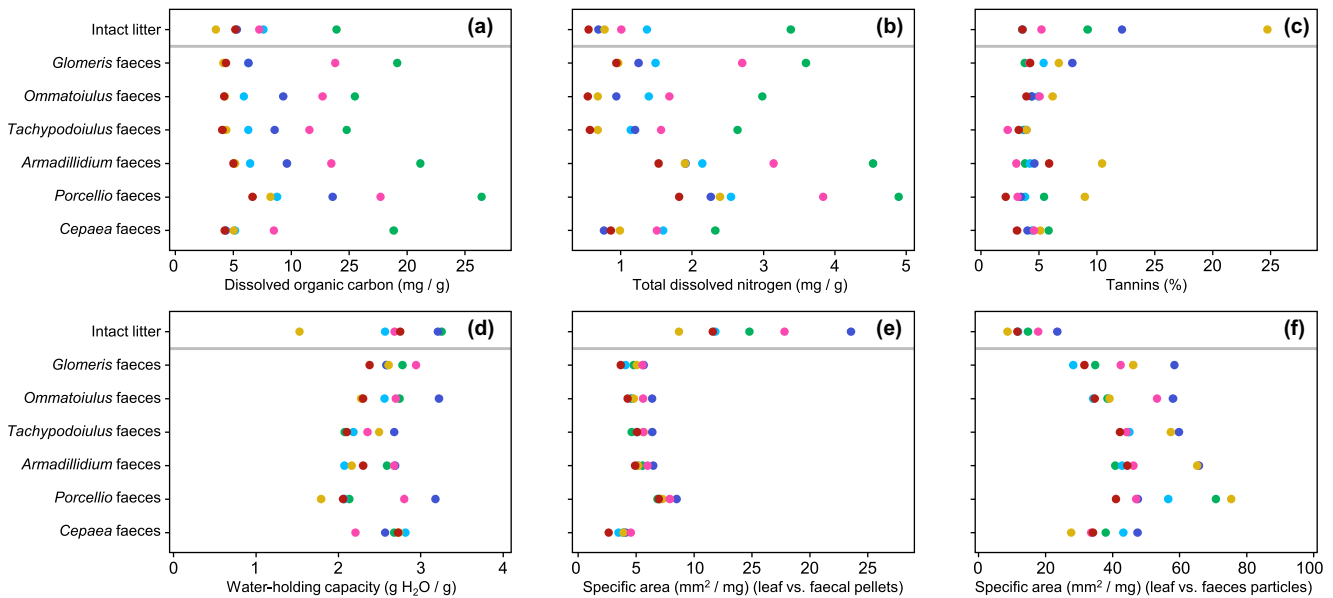 Intact litter
Glomeris faeces
Ommatoiulus faeces
Tachypodoiulus faeces
Armadillidium faeces
Porcellio faeces
Cepaea faeces
(a)
0 5 10 25 20 25
Dissolved organic carbon (mg / g)
(b)
1 2 3 4 5
Total dissolved nitrogen (mg / g)
(c)
0 5 10 25 20 25
Tannins (%)
Intact litter
Glomeris faeces
Ommatoiulus faeces
Tachypodoiulus faeces
Armadillidium faeces
Porcellio faeces
Cepaea faeces
(d)
0 1 2 3 4
Water-holding capacity (g H₂O / g)
(e)
0 5 10 25 20 25
Specific area (mm² / mg) (leaf vs. faecal pellets)
(f)
0 20 40 60 80 100
Specific area (mm² / mg) (leaf vs. faeces particles)